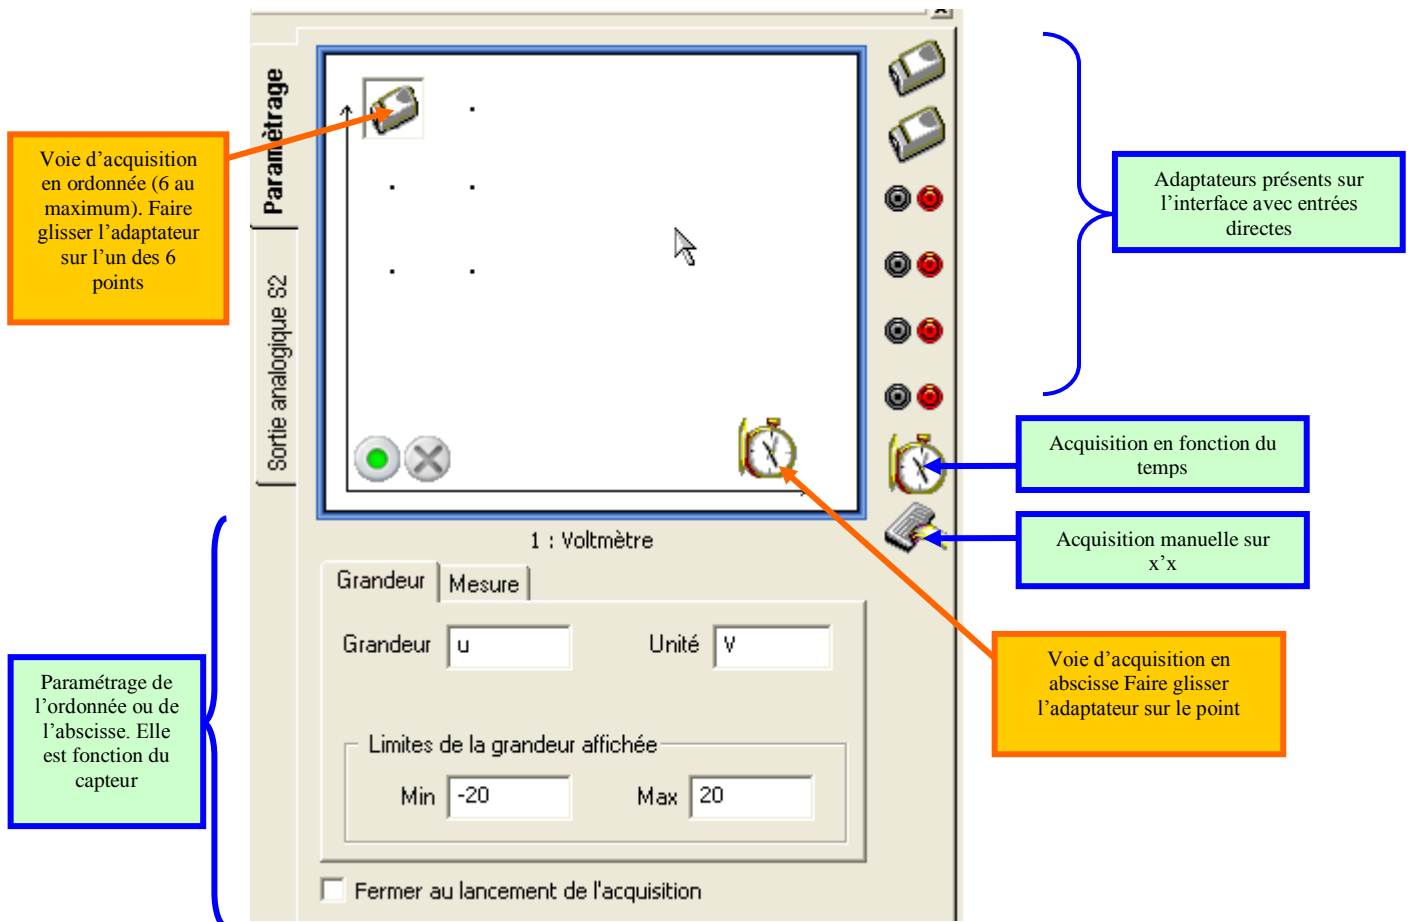 Paramètrage
Sortie analogique S2
Voie d’acquisition
en ordonnée (6 au
maximum). Faire
glisser l’adaptateur
sur l’un des 6
points
Adaptateurs présents sur
l’interface avec entrées
directes
Acquisition en fonction du
temps
Acquisition manuelle sur
x’x
1 : Voltmètre
Grandeur
Mesure
Grandeur u Unité V
Voie d’acquisition en
abscisse Faire glisser
l’adaptateur sur le point
Paramétrage de
l’ordonnée ou de
l’abscisse. Elle
est fonction du
capteur
Limites de la grandeur affichée
Min -20 Max 20
Fermer au lancement de l'acquisition